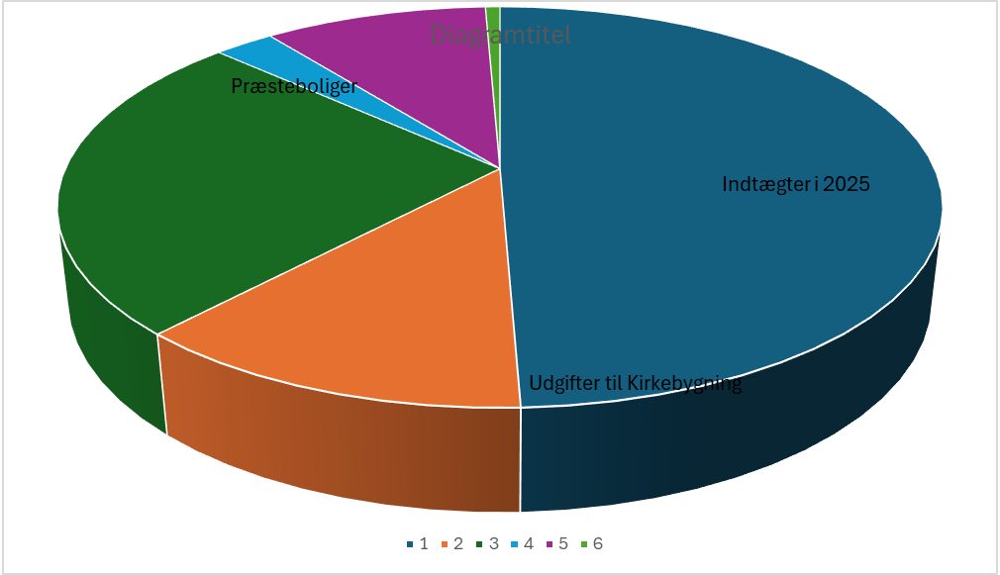 Diagramtitel
Præsteboliger
Indtægter i 2025
Udgifter til Kirkebygning
1 2 3 4 5 6